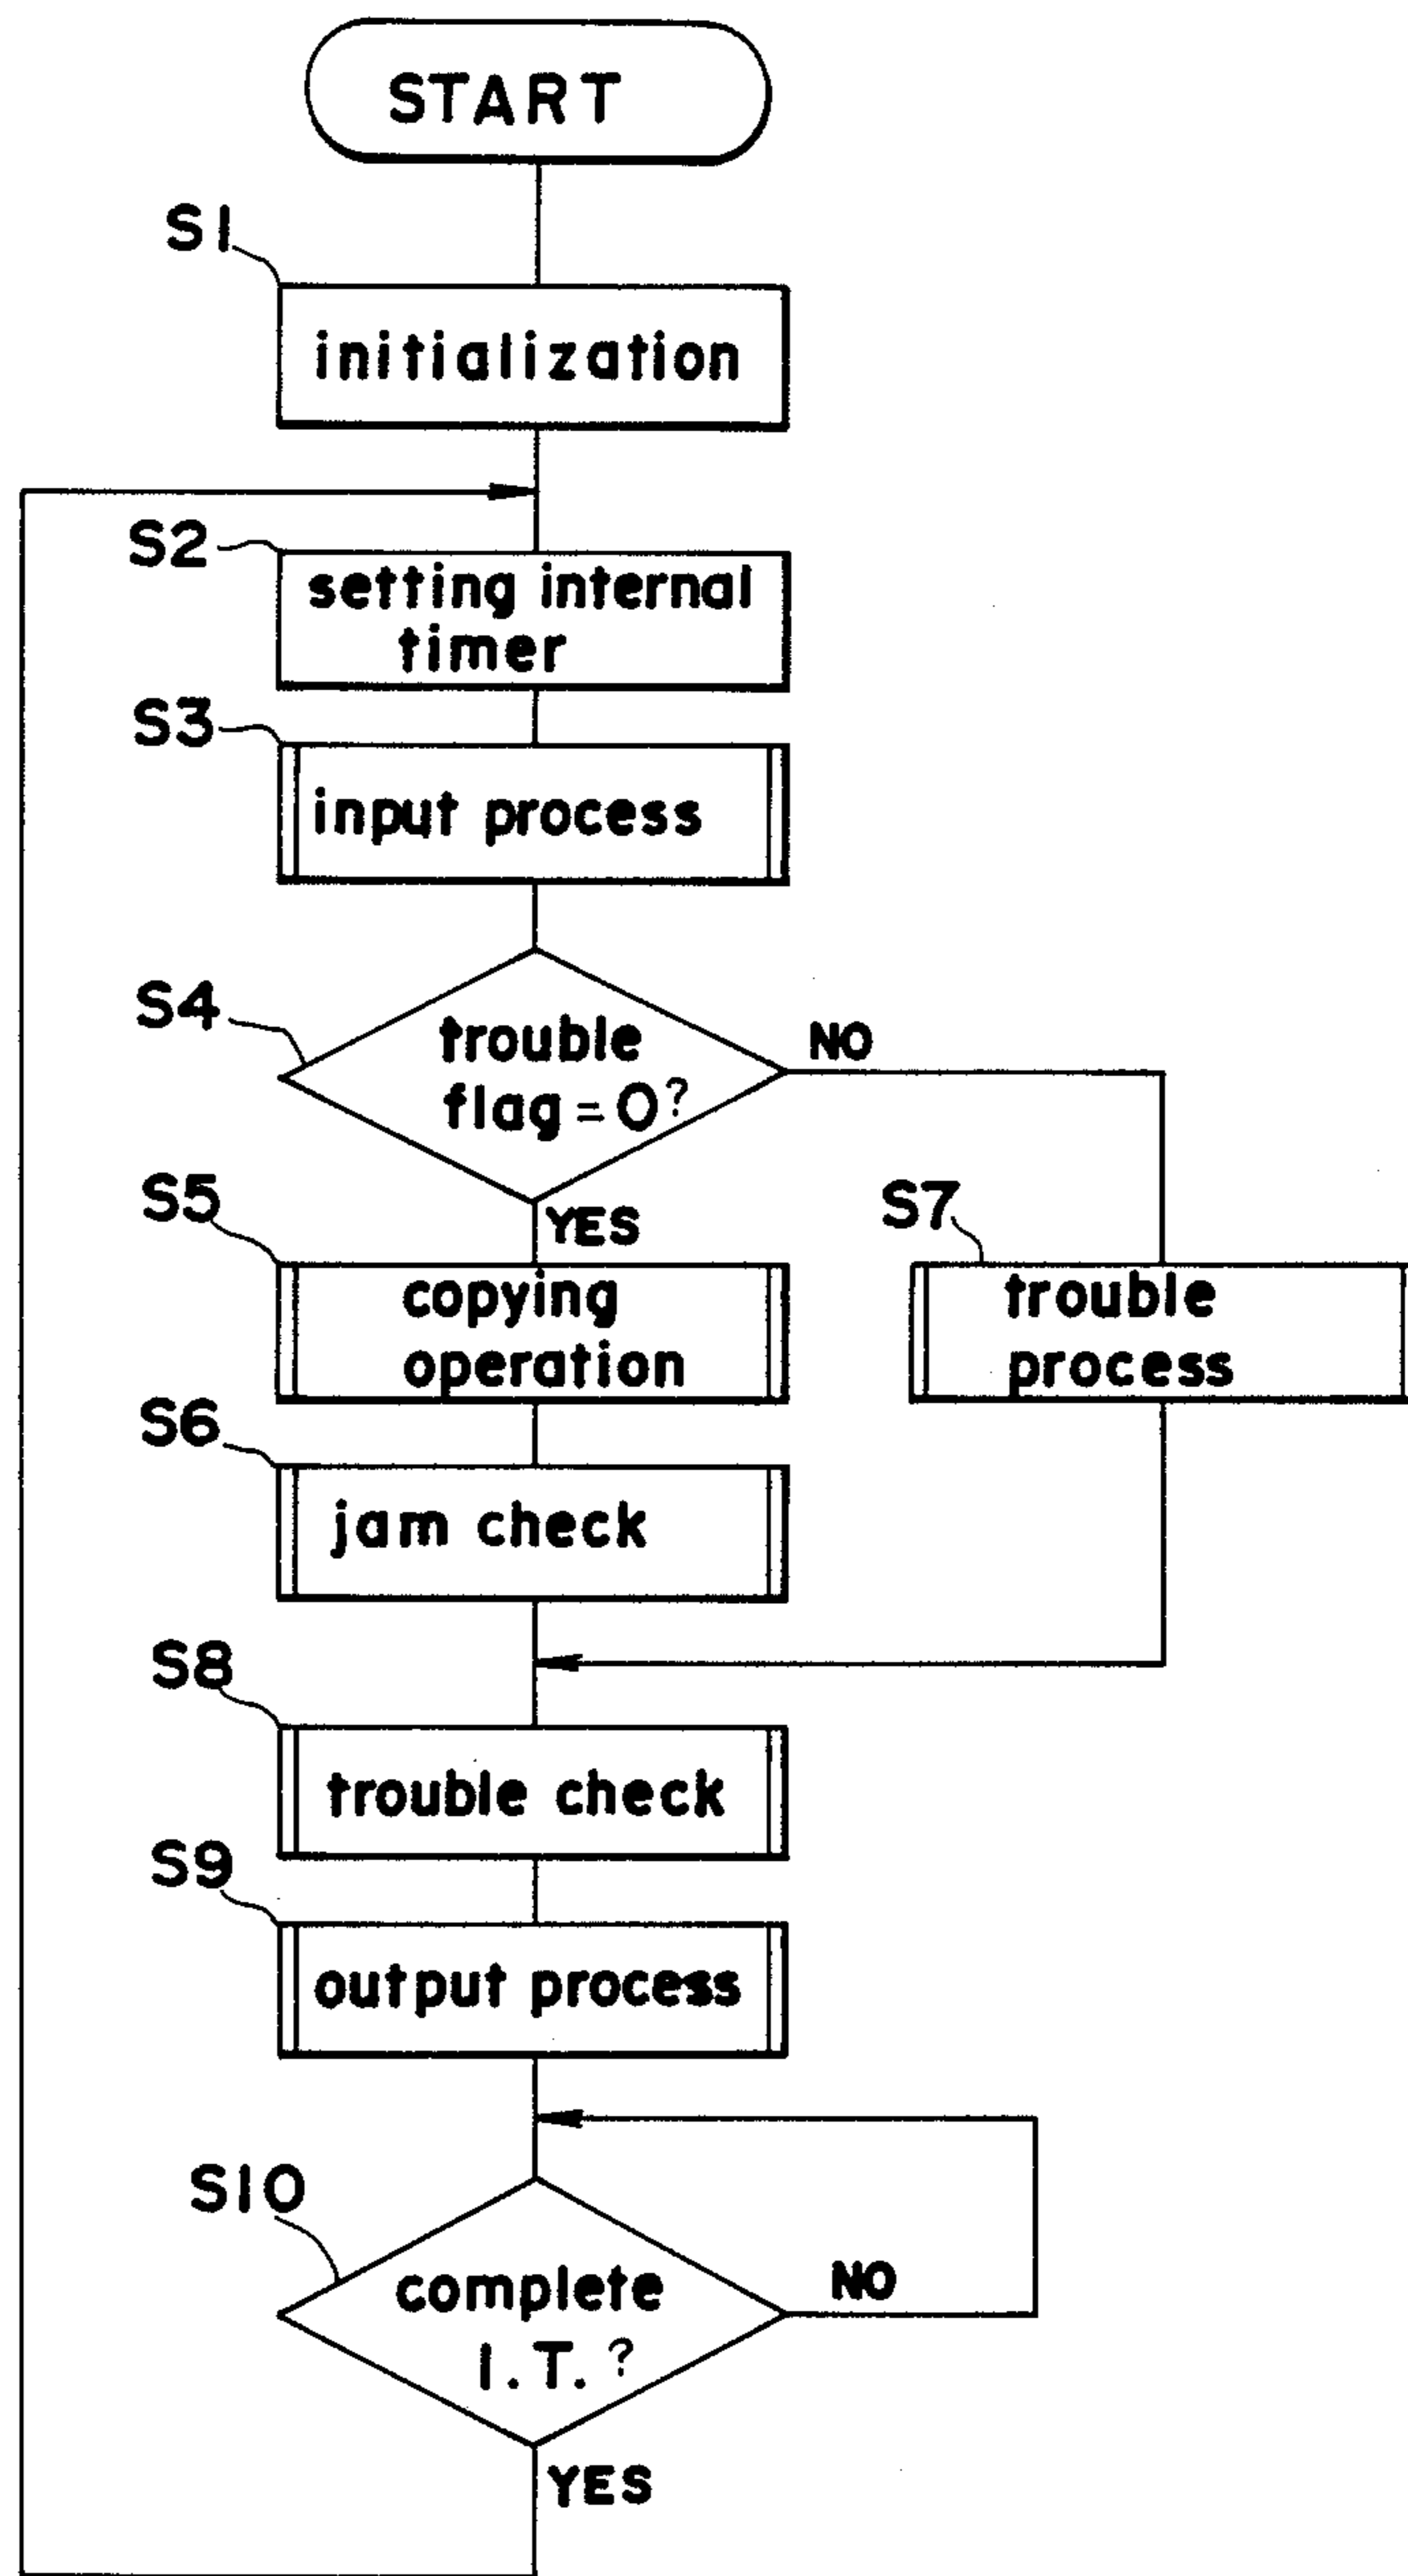 START
S1
initialization
S2
setting internal
timer
S3
input process
S4
trouble
flag = 0?
NO
YES
S5
copying
operation
S7
trouble
process
S6
jam check
S8
trouble check
S9
output process
S10
complete
I.T.?
NO
YES